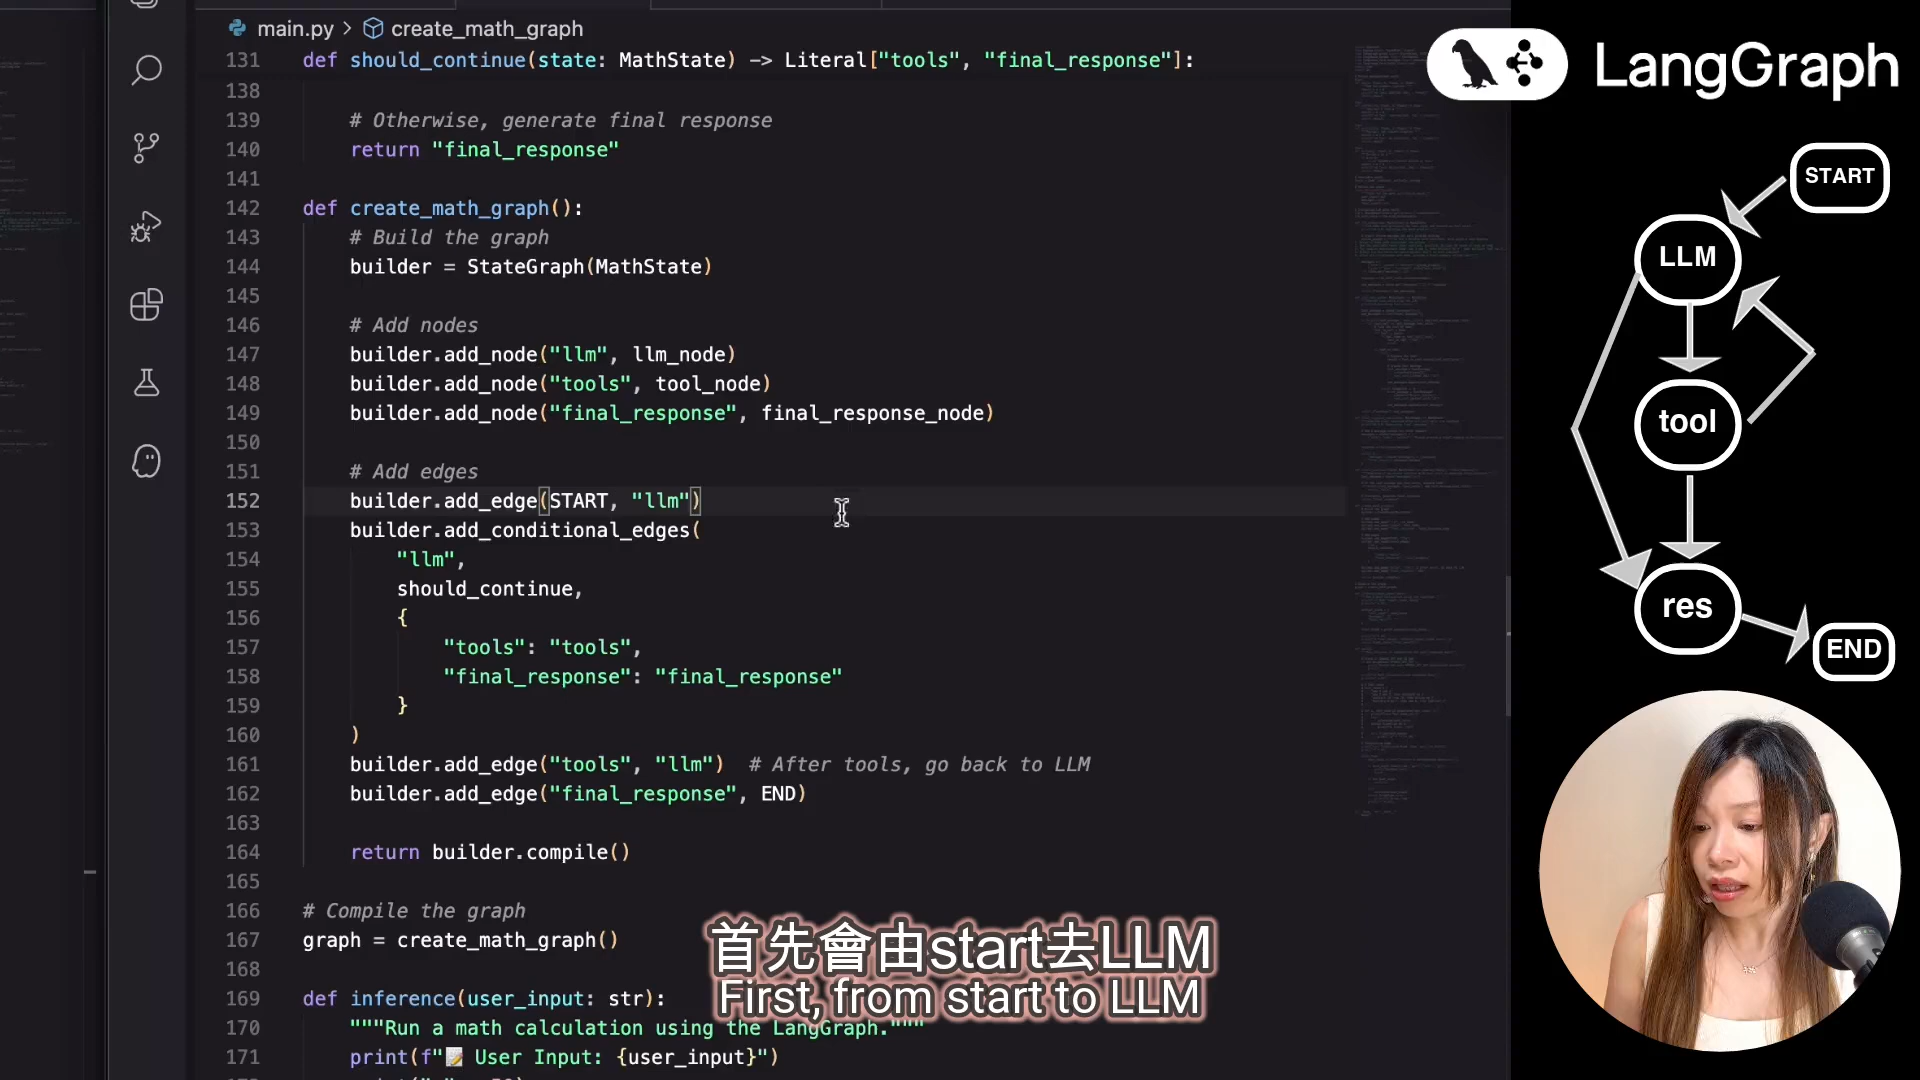 main.py > create_math_graph
131 def should_continue(state: MathState) -> Literal["tools", "final_response"]:
138
139 # Otherwise, generate final response
140 return "final_response"
141
142 def create_math_graph():
143 # Build the graph
144 builder = StateGraph(MathState)
145
146 # Add nodes
147 builder.add_node("llm", llm_node)
148 builder.add_node("tools", tool_node)
149 builder.add_node("final_response", final_response_node)
150
151 # Add edges
152 builder.add_edge(START, "llm")
153 builder.add_conditional_edges(
154 "llm",
155 should_continue,
156 {
157 "tools": "tools",
158 "final_response": "final_response"
159 }
160 )
161 builder.add_edge("tools", "llm") # After tools, go back to LLM
162 builder.add_edge("final_response", END)
163
164 return builder.compile()
165
166 # Compile the graph
167 graph = create_math_graph()
168
169 def inference(user_input: str):
170 """Run a math calculation using the LangGraph."""
171 print(f"📝 User Input: {user_input}")
LangGraph
START
LLM
tool
res
END
首先會由start去LLM
First, from start to LLM